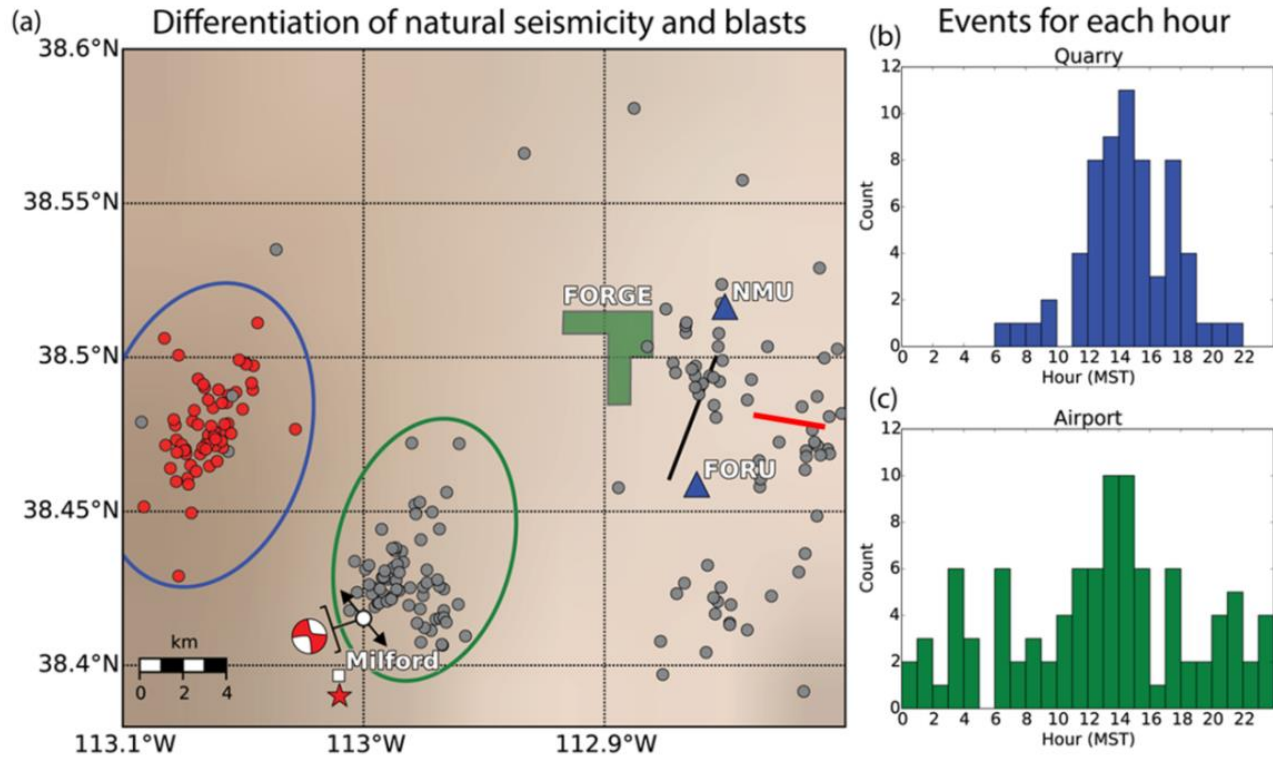 (a) Differentiation of natural seismicity and blasts
38.6°N
38.55°N
38.5°N
38.45°N
38.4°N
113.1°W 113°W 112.9°W
FORGE
NMU
FORU
Milford
km
0 2 4
Events for each hour
(b)
Quarry
12
10
8
6
4
2
0
Count
0 2 4 6 8 10 12 14 16 18 20 22
Hour (MST)
(c)
Airport
12
10
8
6
4
2
0
Count
0 2 4 6 8 10 12 14 16 18 20 22
Hour (MST)